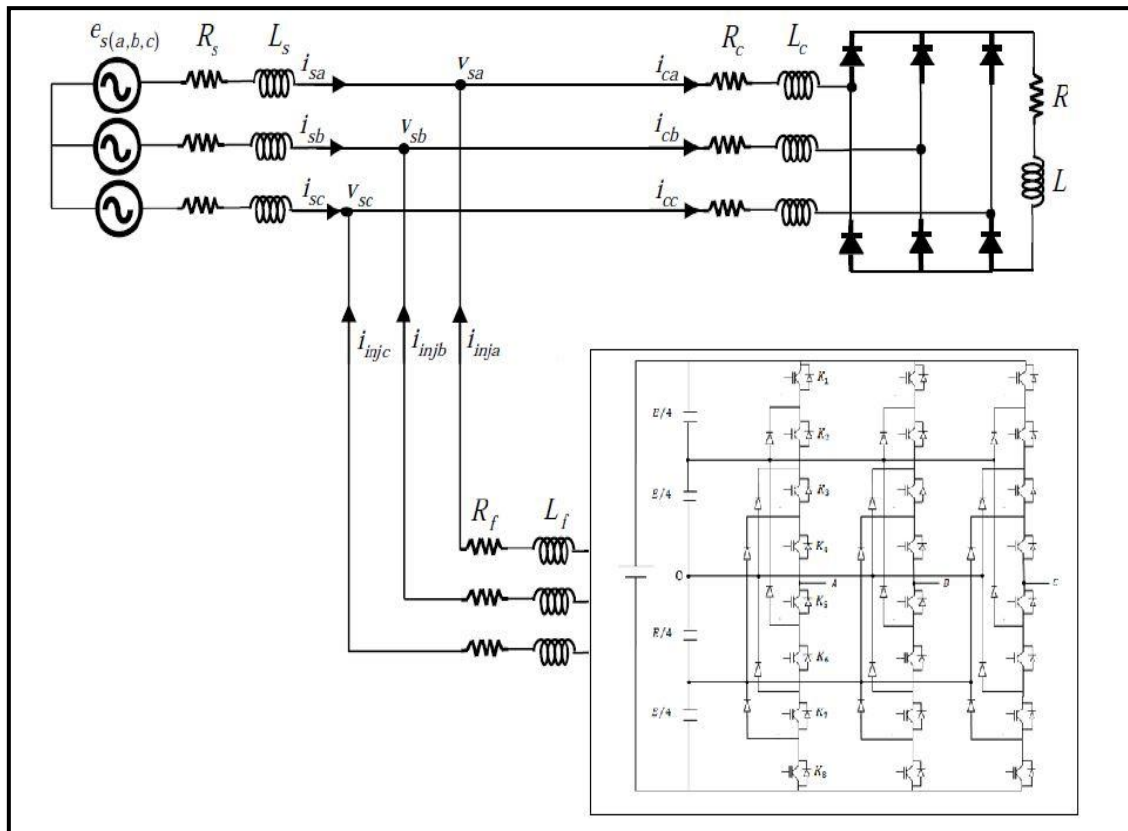 e_s(a,b,c)
R_s
L_s
i_sa
v_sa
i_ca
R_c
L_c
R
i_sb
v_sb
i_cb
i_sc
v_sc
i_cc
L
i_injc
i_injb
i_inja
K_1
E/4
K_2
E/4
K_3
R_f
L_f
K_4
O
A
B
C
K_5
E/4
K_6
E/4
K_7
K_8